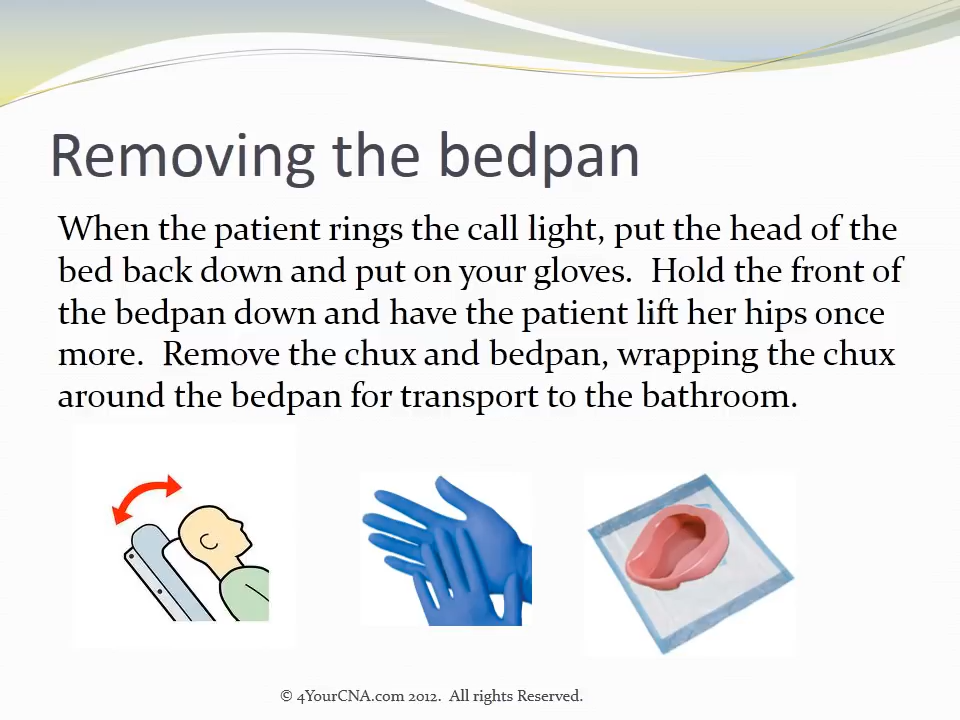 Removing the bedpan
When the patient rings the call light, put the head of the
bed back down and put on your gloves.  Hold the front of
the bedpan down and have the patient lift her hips once
more.  Remove the chux and bedpan, wrapping the chux
around the bedpan for transport to the bathroom.
© 4YourCNA.com 2012.  All rights Reserved.